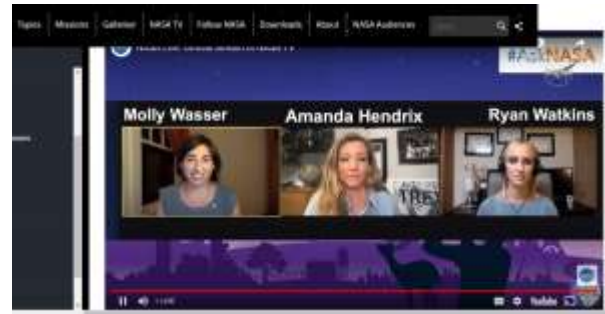 Topics Missions Galleries NASA TV Follow NASA Downloads About NASA Audiences
#AskNASA
Molly Wasser Amanda Hendrix Ryan Watkins
TREX
YouTube